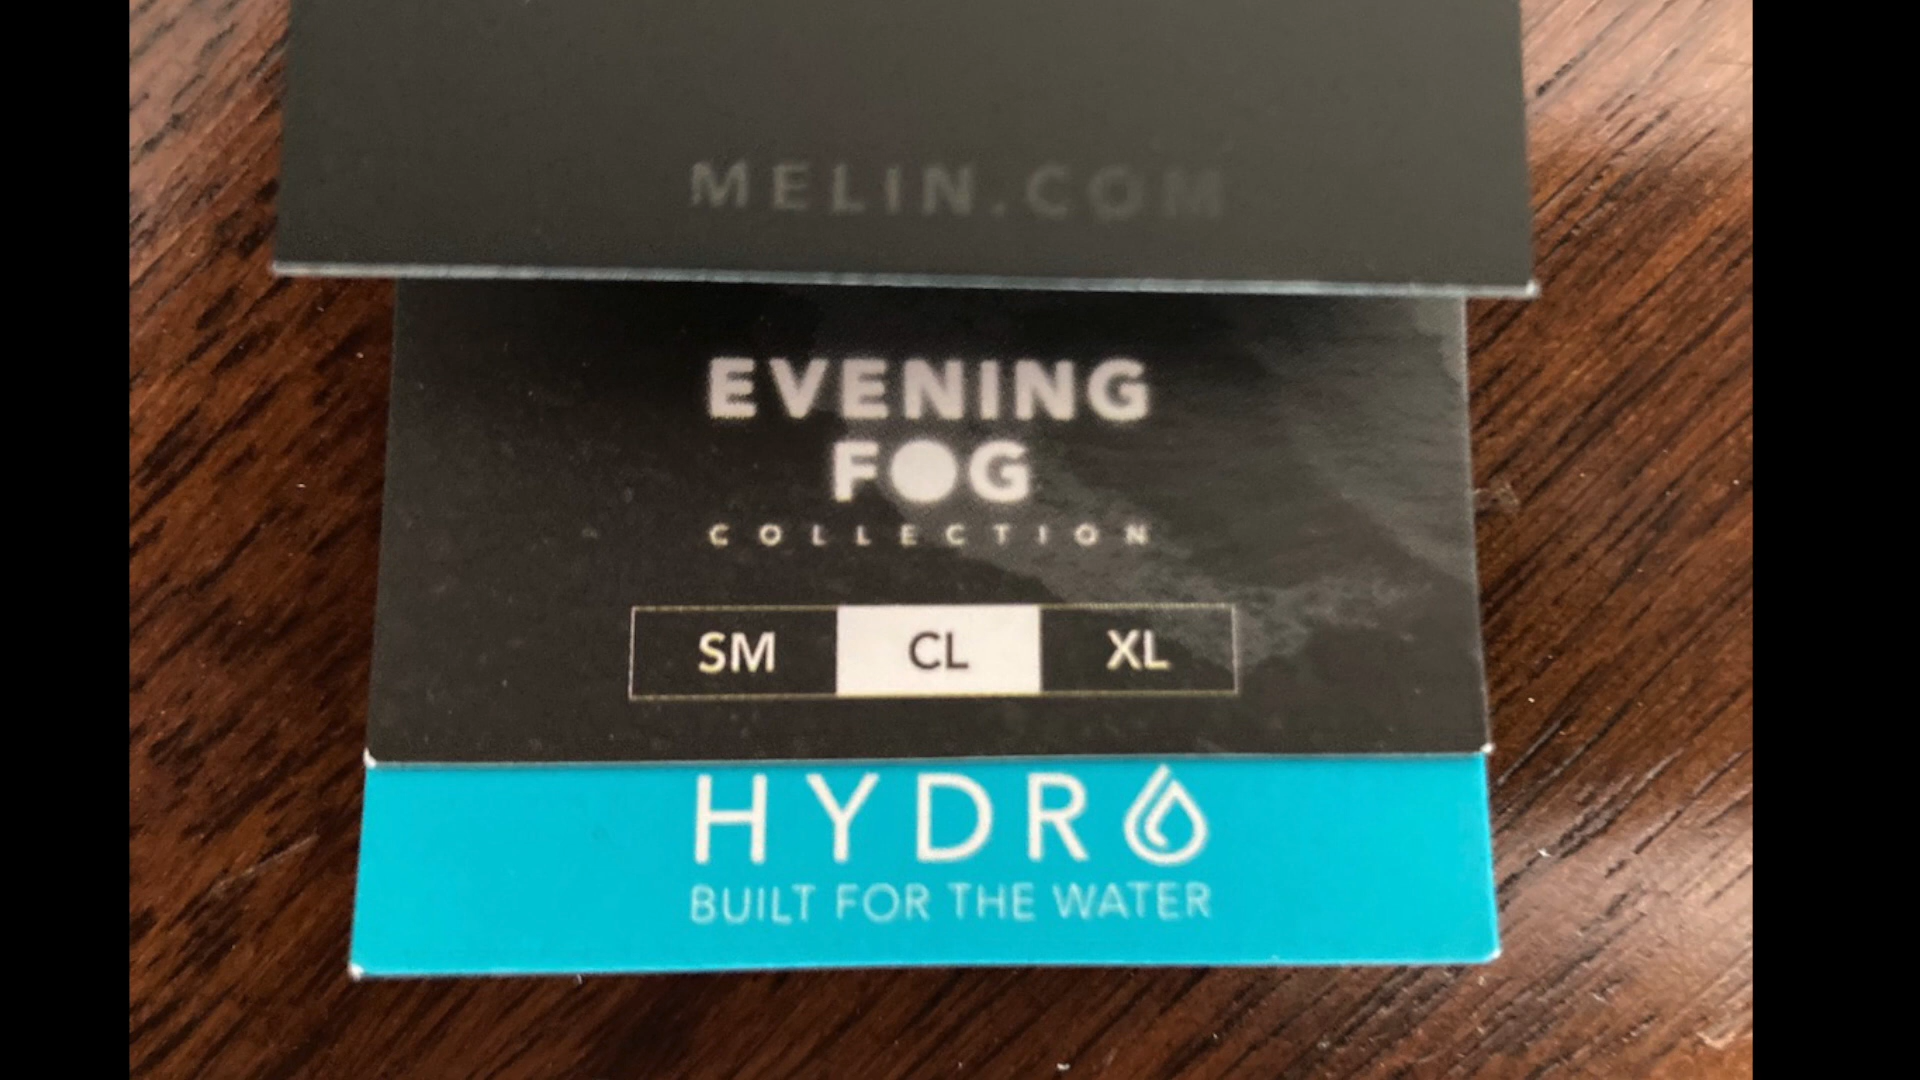 MELIN.COM
EVENING
FOG
COLLECTION
SM CL XL
HYDRO
BUILT FOR THE WATER